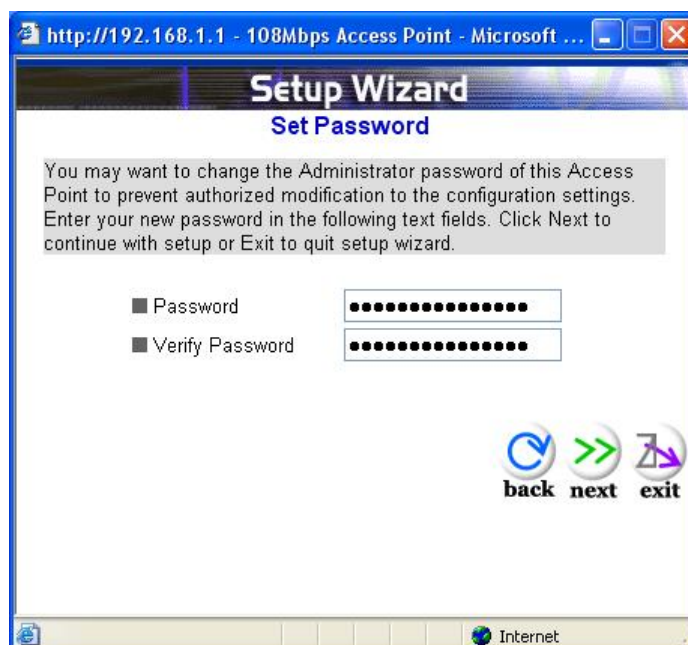 http://192.168.1.1 - 108Mbps Access Point - Microsoft ...
Setup Wizard
Set Password
You may want to change the Administrator password of this Access
Point to prevent authorized modification to the configuration settings.
Enter your new password in the following text fields. Click Next to
continue with setup or Exit to quit setup wizard.
Password
Verify Password
back next exit
Internet